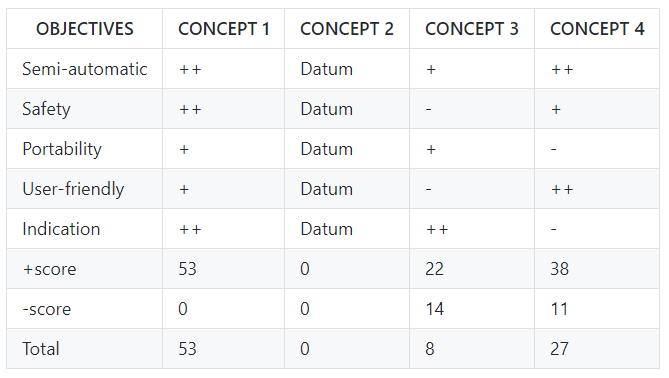 OBJECTIVES CONCEPT 1 CONCEPT 2 CONCEPT 3 CONCEPT 4
Semi-automatic ++ Datum + ++
Safety ++ Datum - +
Portability + Datum + -
User-friendly + Datum - ++
Indication ++ Datum ++ -
+score 53 0 22 38
-score 0 0 14 11
Total 53 0 8 27